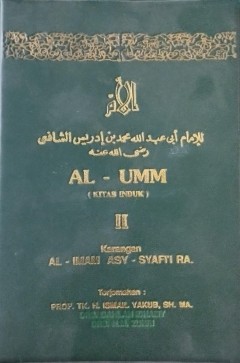 الأم
للإمام أبي عبد الله محمد بن إدريس الشافعي
رضى الله عنه
AL - UMM
( KITAB INDUK )
II
Karangan
AL - IMAM ASY - SYAFI'I RA.
Terjemahan :
PROF. TK. H. ISMAIL YAKUB, SH. MA.